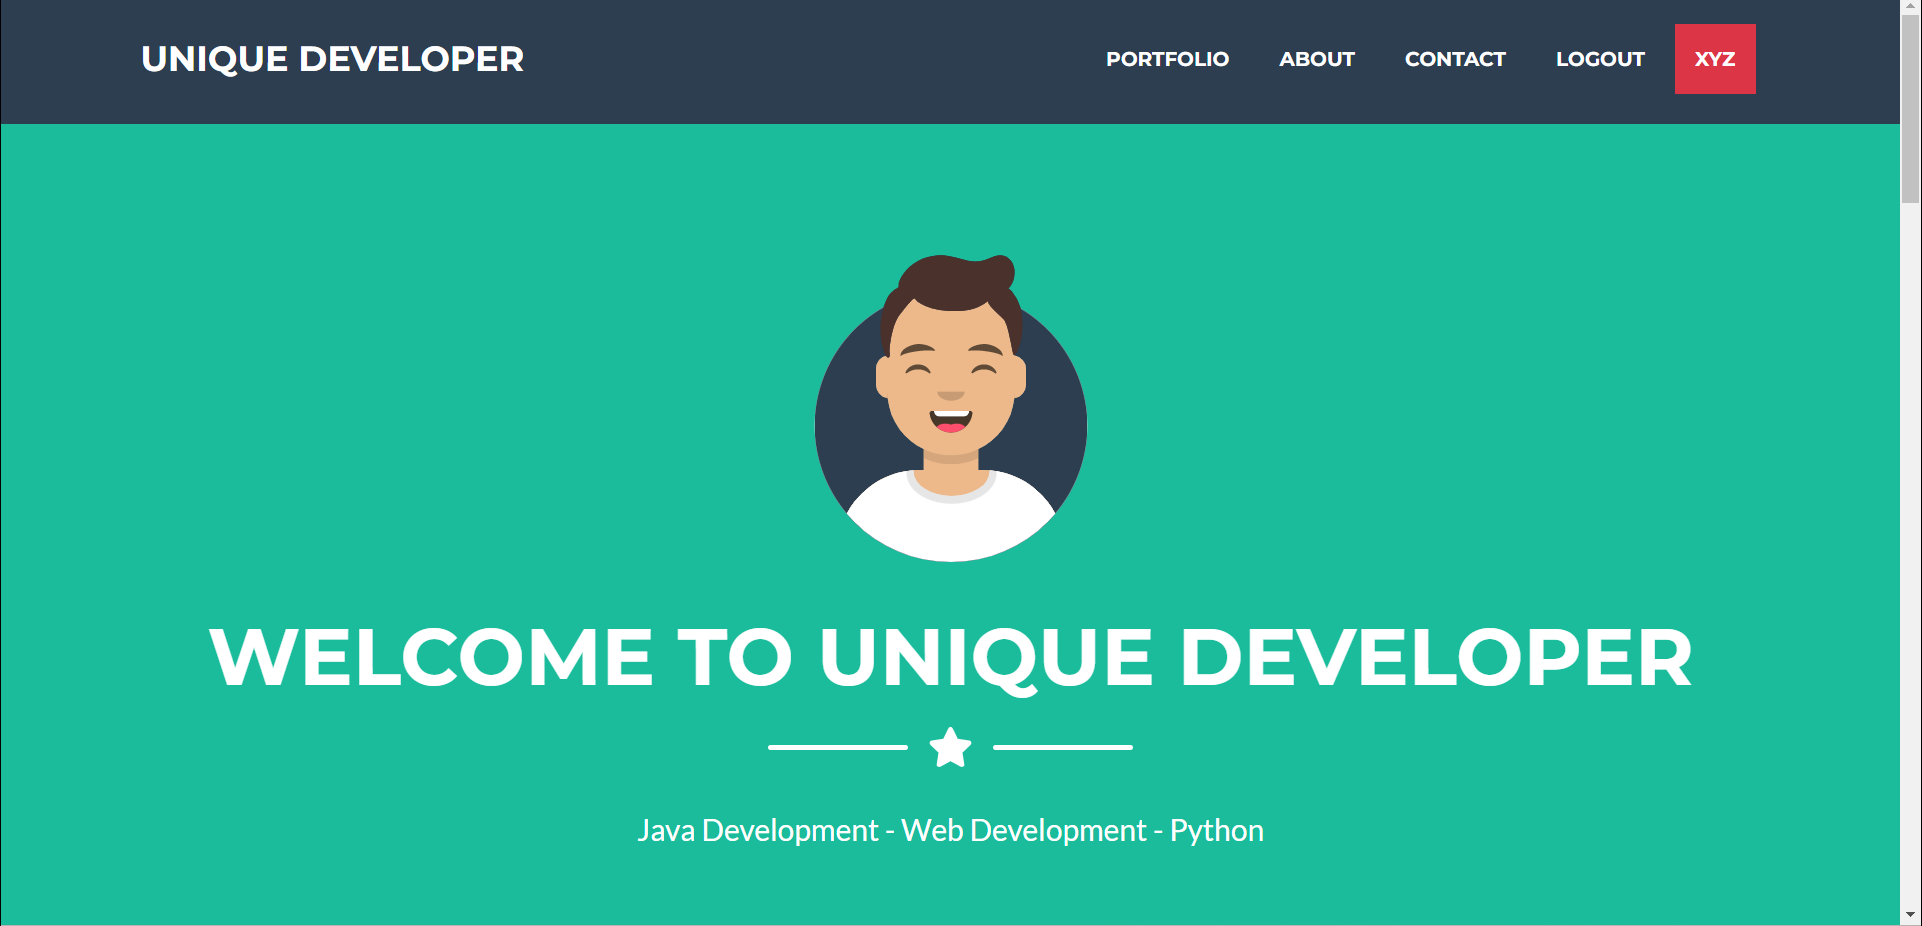 UNIQUE DEVELOPER
PORTFOLIO ABOUT CONTACT LOGOUT XYZ
WELCOME TO UNIQUE DEVELOPER
Java Development - Web Development - Python